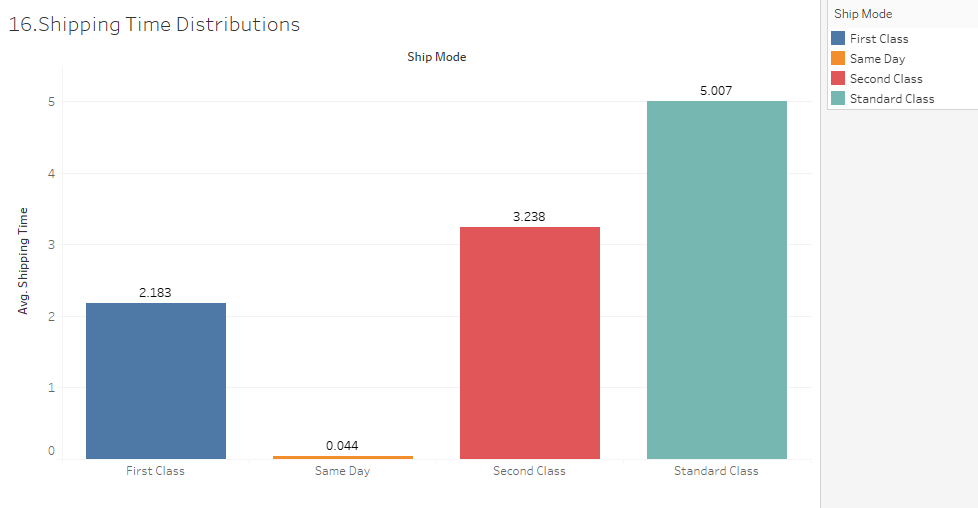 16.Shipping Time Distributions
Ship Mode
Avg. Shipping Time
5
4
3
2
1
0
2.183
0.044
3.238
5.007
First Class
Same Day
Second Class
Standard Class
Ship Mode
First Class
Same Day
Second Class
Standard Class